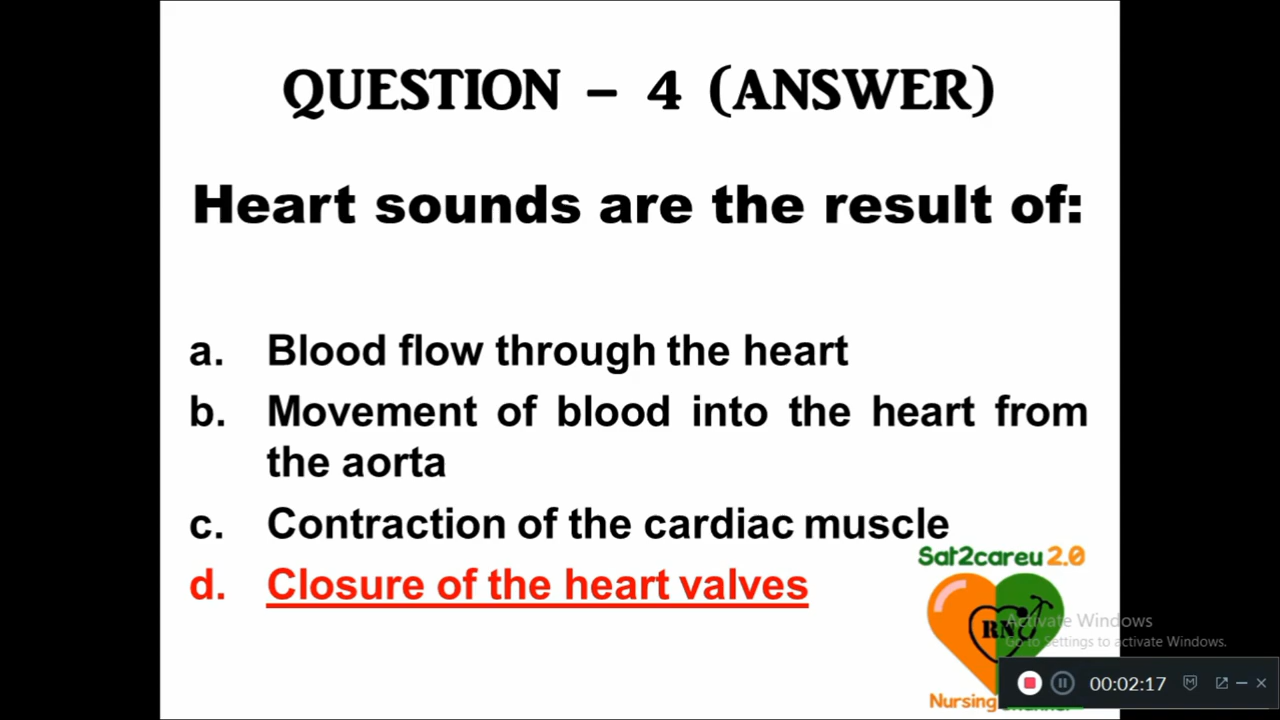 QUESTION – 4 (ANSWER)
Heart sounds are the result of:
a. Blood flow through the heart
b. Movement of blood into the heart from
the aorta
c. Contraction of the cardiac muscle
d. Closure of the heart valves
Sat2careu 2.0
RN
Activate Windows
Go to Settings to activate Windows.
00:02:17
Nursing